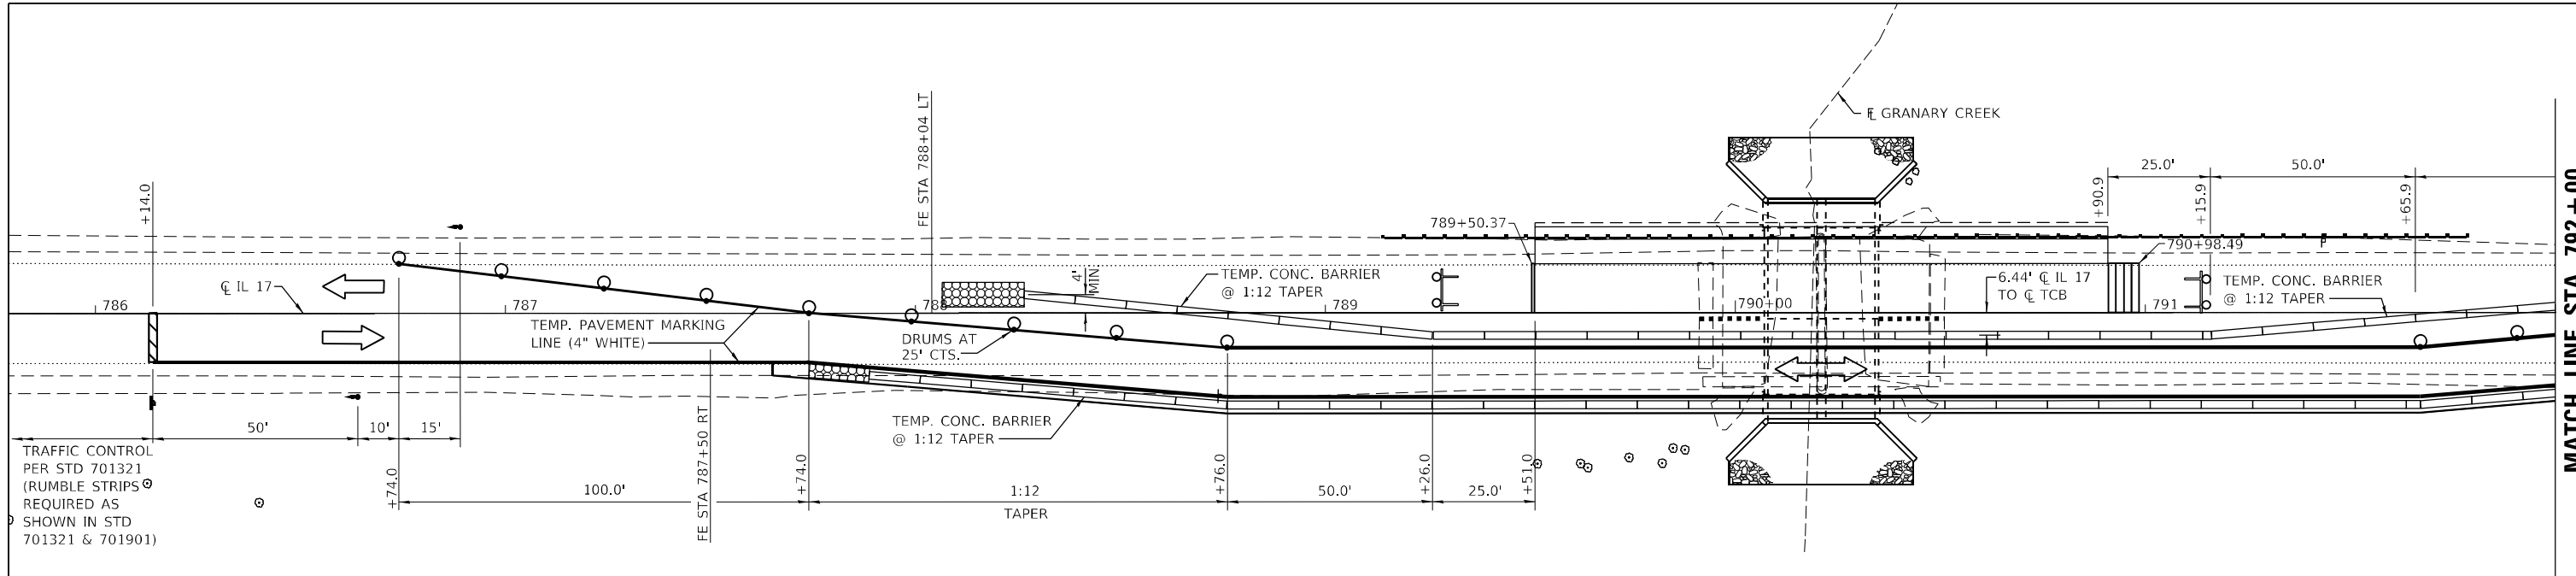 ℄ GRANARY CREEK
+14.0
FE STA 788+04 LT
789+50.37
+90.9
25.0'
+15.9
50.0'
+65.9
790+98.49
℄ IL 17
786
787
788
789
790+00
791
4'
MIN.
TEMP. CONC. BARRIER
@ 1:12 TAPER
6.44' ℄ IL 17
TO ℄ TCB
TEMP. CONC. BARRIER
@ 1:12 TAPER
TEMP. PAVEMENT MARKING
LINE (4" WHITE)
DRUMS AT
25' CTS.
TEMP. CONC. BARRIER
@ 1:12 TAPER
50'
10'
15'
TRAFFIC CONTROL
PER STD 701321
(RUMBLE STRIPS
REQUIRED AS
SHOWN IN STD
701321 & 701901)
+74.0
100.0'
FE STA 787+50 RT
+74.0
1:12
TAPER
+76.0
50.0'
+26.0
25.0'
+51.0
MATCH LINE STA 792+00